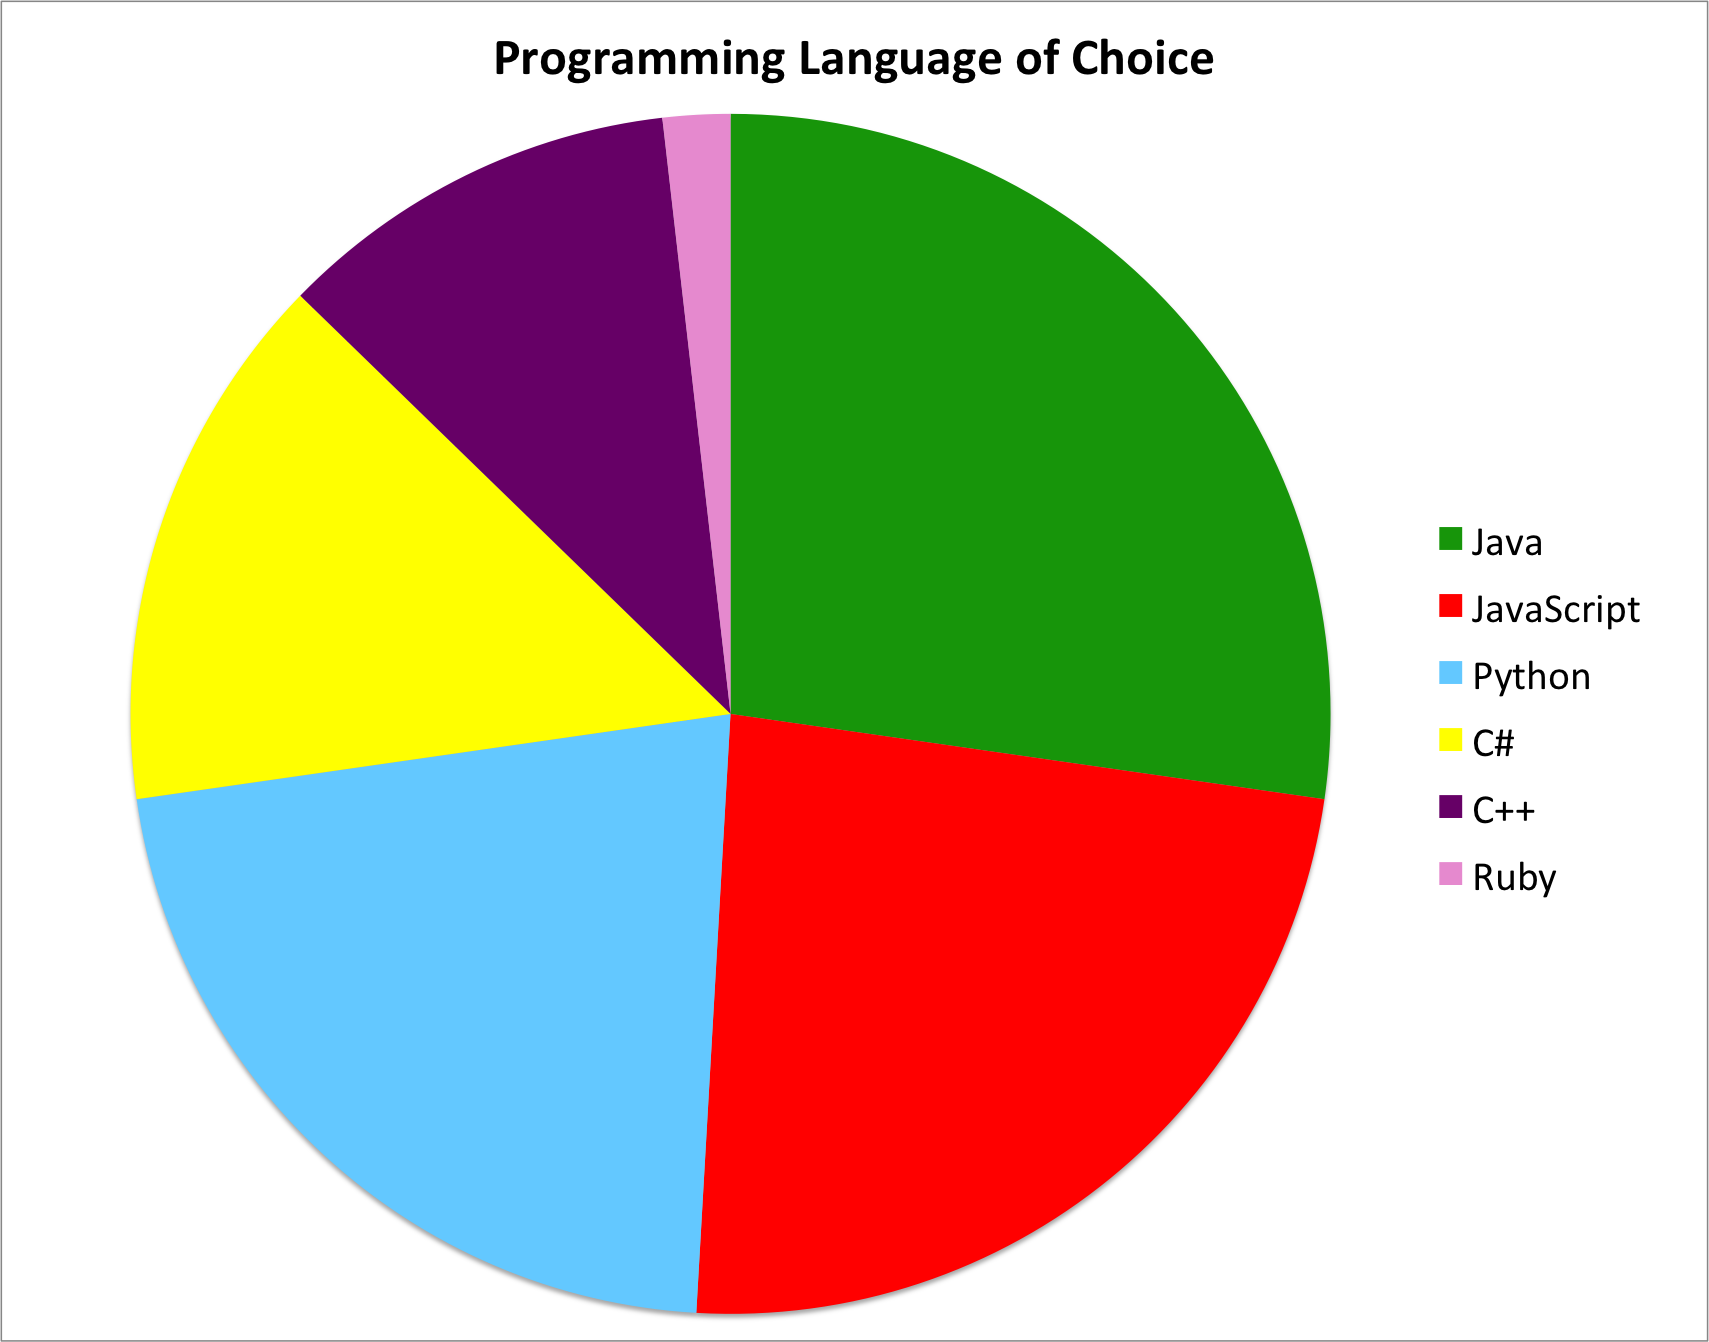 Programming Language of Choice
Java
JavaScript
Python
C#
C++
Ruby